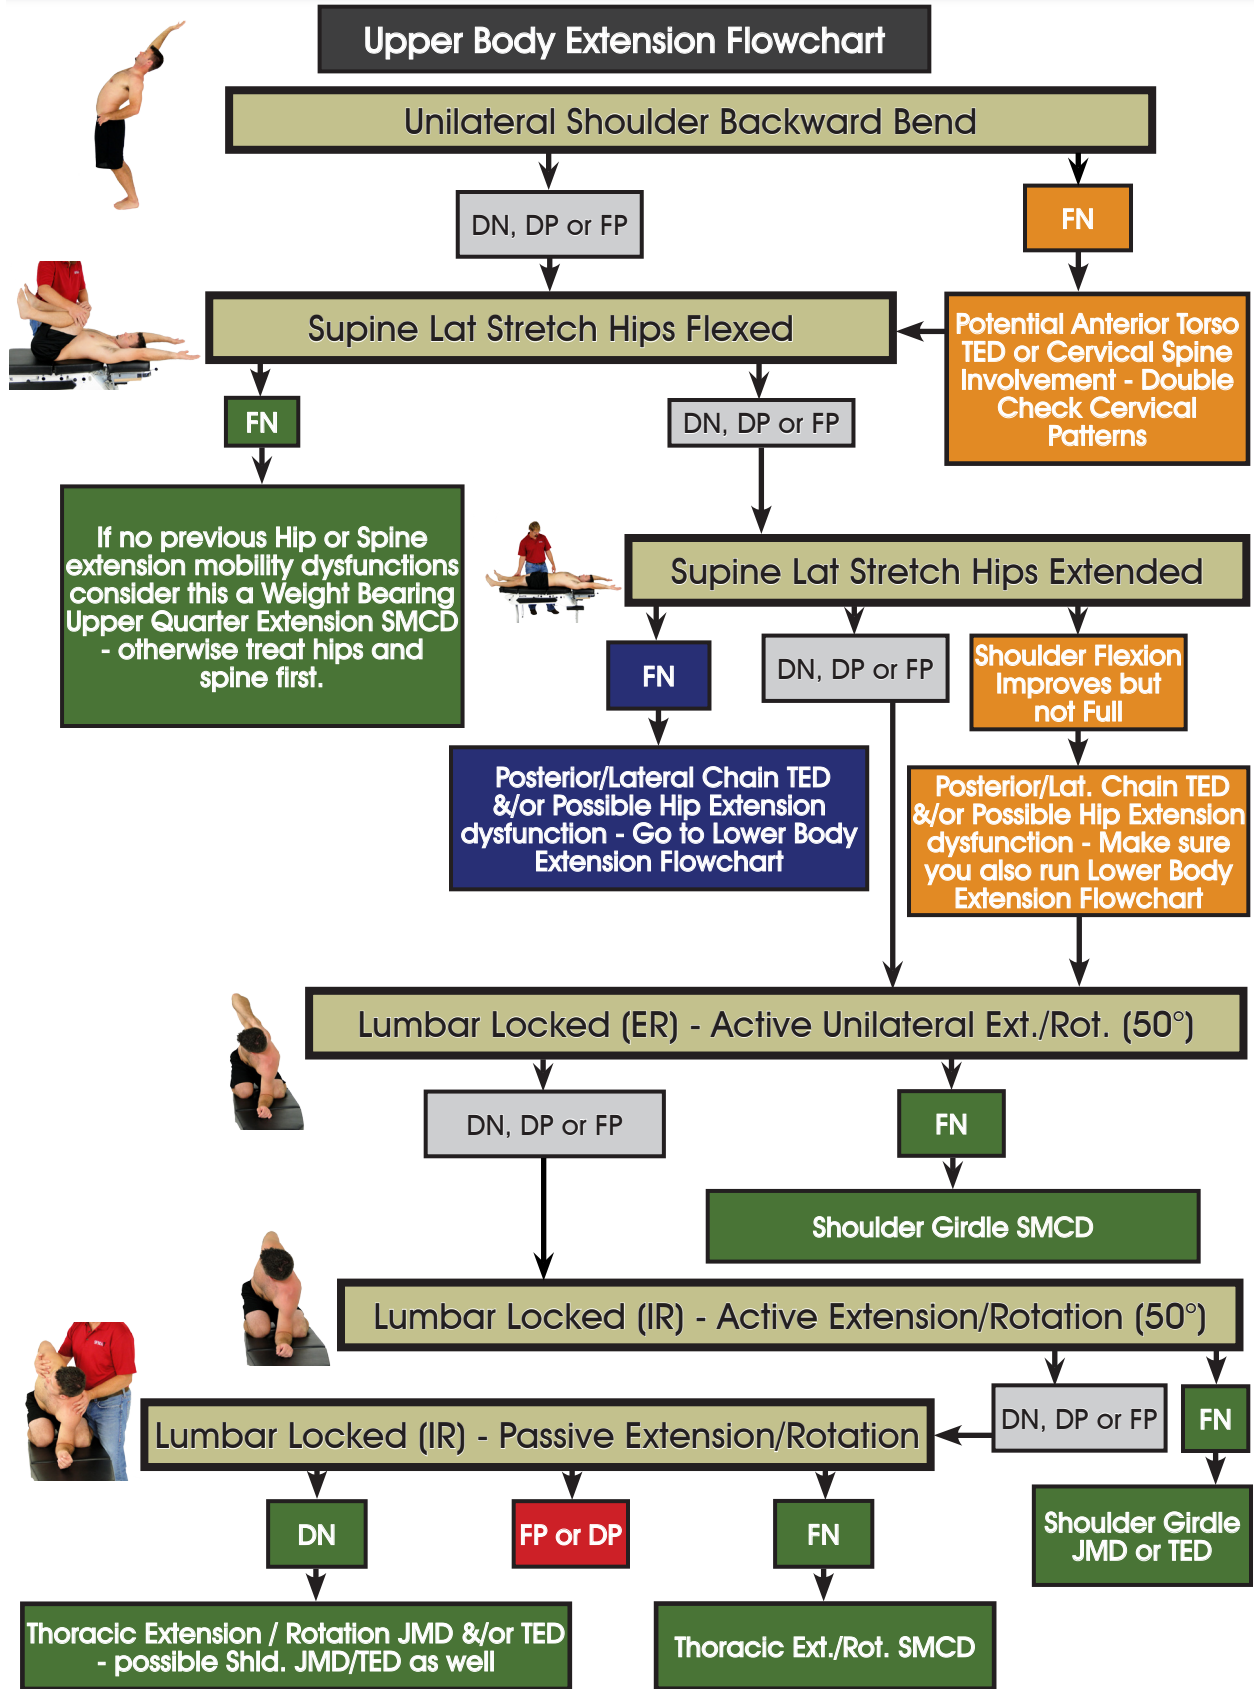 Upper Body Extension Flowchart
Unilateral Shoulder Backward Bend
DN, DP or FP
FN
Supine Lat Stretch Hips Flexed
Potential Anterior Torso
TED or Cervical Spine
Involvement - Double
Check Cervical
Patterns
FN
DN, DP or FP
If no previous Hip or Spine
extension mobility dysfunctions
consider this a Weight Bearing
Upper Quarter Extension SMCD
- otherwise treat hips and
spine first.
Supine Lat Stretch Hips Extended
FN
DN, DP or FP
Shoulder Flexion
Improves but
not Full
Posterior/Lateral Chain TED
&/or Possible Hip Extension
dysfunction - Go to Lower Body
Extension Flowchart
Posterior/Lat. Chain TED
&/or Possible Hip Extension
dysfunction - Make sure
you also run Lower Body
Extension Flowchart
Lumbar Locked (ER) - Active Unilateral Ext./Rot. (50°)
DN, DP or FP
FN
Shoulder Girdle SMCD
Lumbar Locked (IR) - Active Extension/Rotation (50°)
DN, DP or FP
FN
Lumbar Locked (IR) - Passive Extension/Rotation
Shoulder Girdle
JMD or TED
DN
FP or DP
FN
Thoracic Extension / Rotation JMD &/or TED
- possible Shld. JMD/TED as well
Thoracic Ext./Rot. SMCD